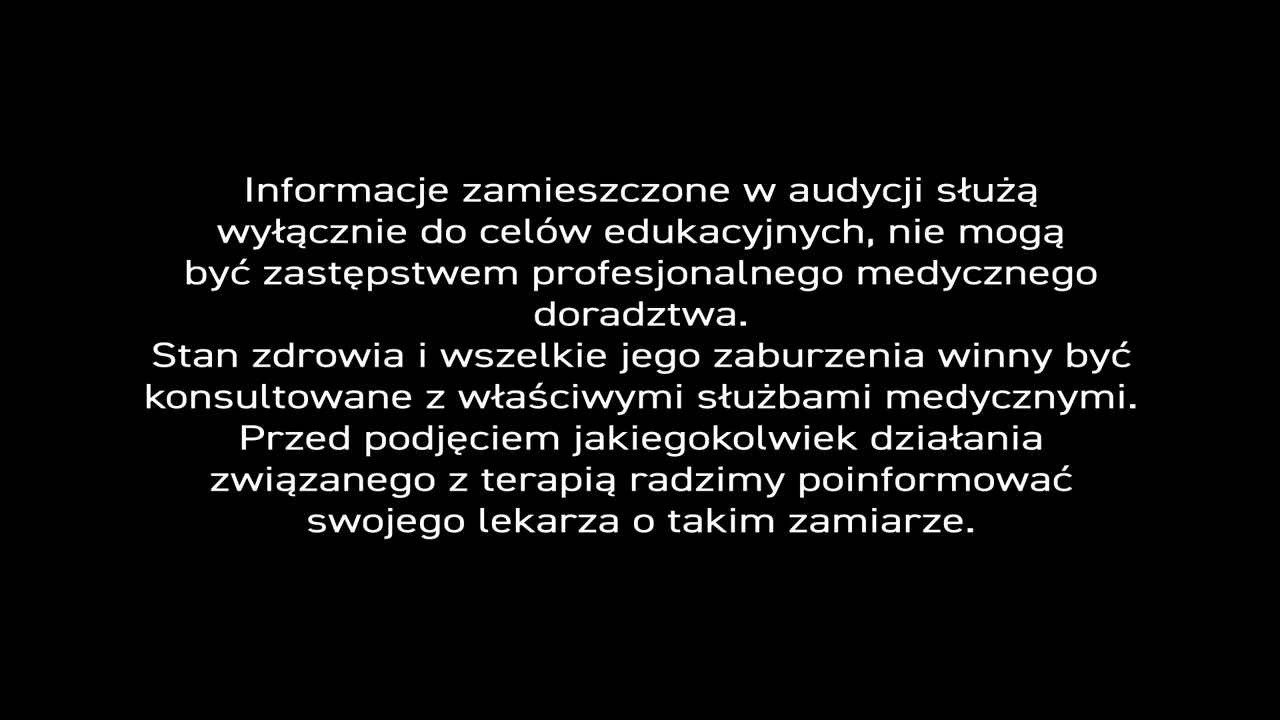 Informacje zamieszczone w audycji służą
wyłącznie do celów edukacyjnych, nie mogą
być zastępstwem profesjonalnego medycznego
doradztwa.
Stan zdrowia i wszelkie jego zaburzenia winny być
konsultowane z właściwymi służbami medycznymi.
Przed podjęciem jakiegokolwiek działania
związanego z terapią radzimy poinformować
swojego lekarza o takim zamiarze.